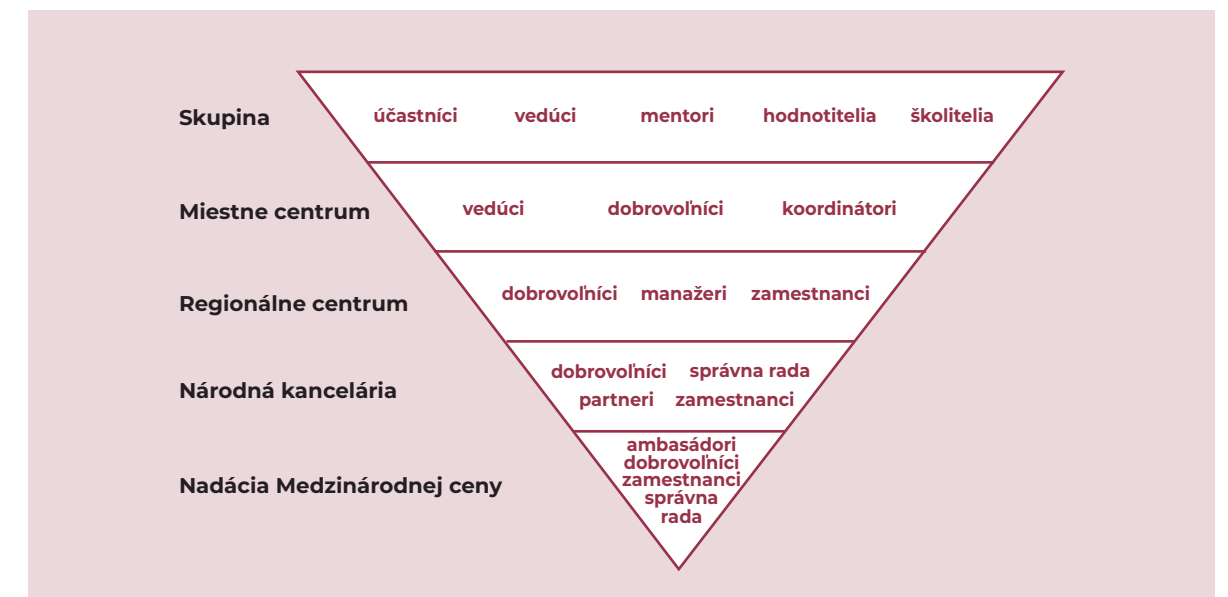 Skupina účastníci vedúci mentori hodnotitelia školitelia
Miestne centrum vedúci dobrovoľníci koordinátori
Regionálne centrum dobrovoľníci manažeri zamestnanci
dobrovoľníci správna rada
Národná kancelária
partneri zamestnanci
ambasádori
dobrovoľníci
zamestnanci
Nadácia Medzinárodnej ceny
správna
rada